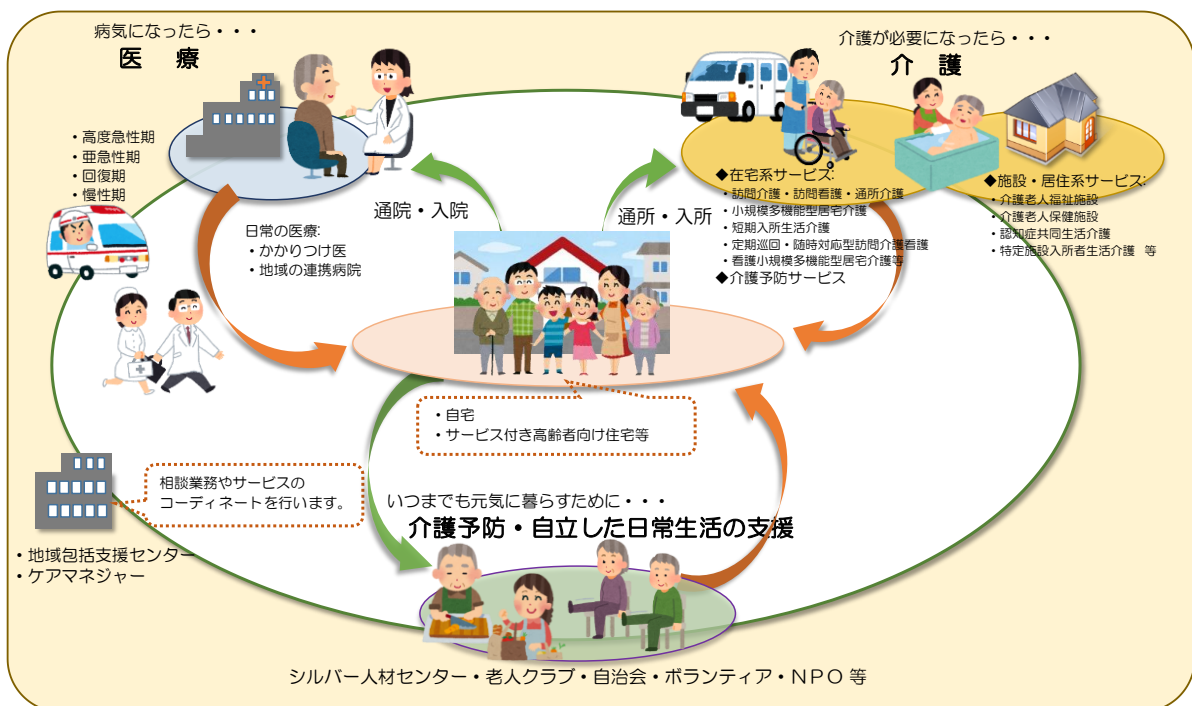 病気になったら・・・
医　療
・高度急性期
・亜急性期
・回復期
・慢性期
日常の医療:
・かかりつけ医
・地域の連携病院
通院・入院
介護が必要になったら・・・
介　護
通所・入所
◆在宅系サービス:
・訪問介護・訪問看護・通所介護
・小規模多機能型居宅介護
・短期入所生活介護
・定期巡回・随時対応型訪問介護看護
・看護小規模多機能型居宅介護等
◆介護予防サービス
◆施設・居住系サービス:
・介護老人福祉施設
・介護老人保健施設
・認知症共同生活介護
・特定施設入所者生活介護　等
・自宅
・サービス付き高齢者向け住宅等
相談業務やサービスの
コーディネートを行います。
・地域包括支援センター
・ケアマネジャー
いつまでも元気に暮らすために・・・
介護予防・自立した日常生活の支援
シルバー人材センター・老人クラブ・自治会・ボランティア・ＮＰＯ 等